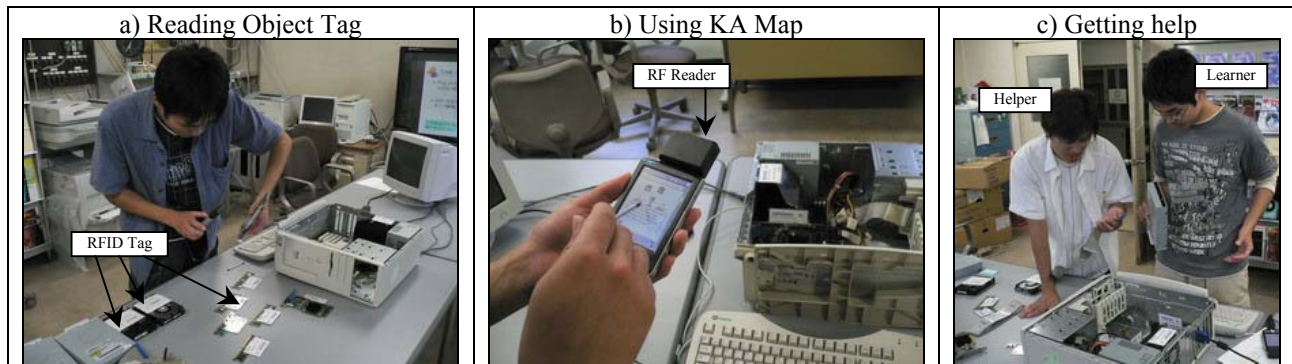 a) Reading Object Tag
b) Using KA Map
c) Getting help
RFID Tag
RF Reader
Helper
Learner